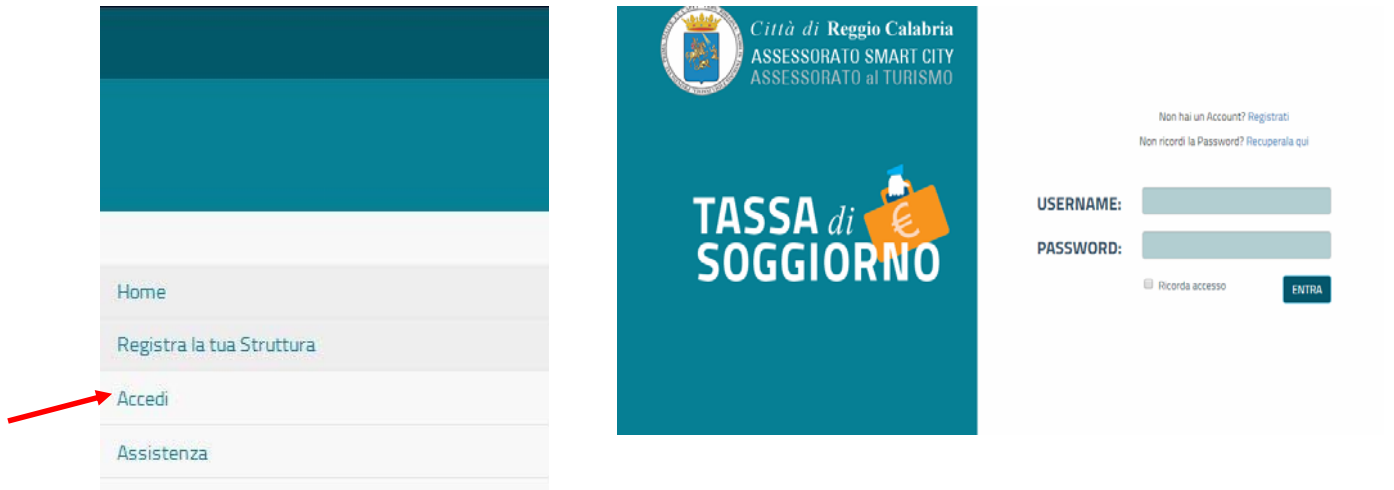 Home
Registra la tua Struttura
Accedi
Assistenza
Città di Reggio Calabria
ASSESSORATO SMART CITY
ASSESSORATO al TURISMO
TASSA di
SOGGIORNO
€
Non hai un Account? Registrati
Non ricordi la Password? Recuperala qui
USERNAME:
PASSWORD:
Ricorda accesso
ENTRA